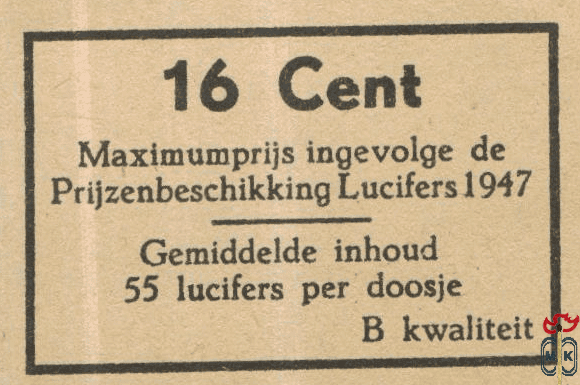 16 Cent
Maximumprijs ingevolge de
Prijzenbeschikking Lucifers 1947
Gemiddelde inhoud
55 lucifers per doosje
B kwaliteit
M K